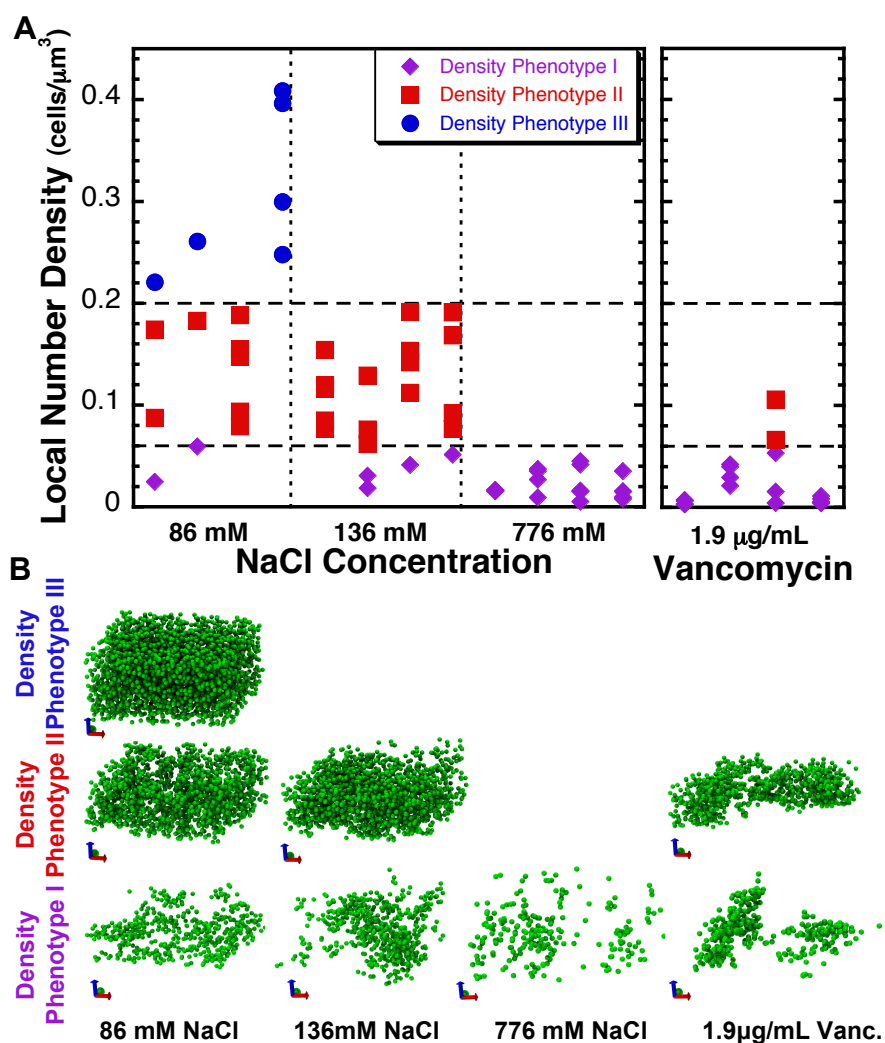 A
Local Number Density (cells/μm³)
0.4
0.3
0.2
0.1
0
Density Phenotype I
Density Phenotype II
Density Phenotype III
86 mM
136 mM
776 mM
1.9 μg/mL
NaCl Concentration
Vancomycin
B
Density
Phenotype III
Density
Phenotype II
Density
Phenotype I
86 mM NaCl
136mM NaCl
776 mM NaCl
1.9μg/mL Vanc.